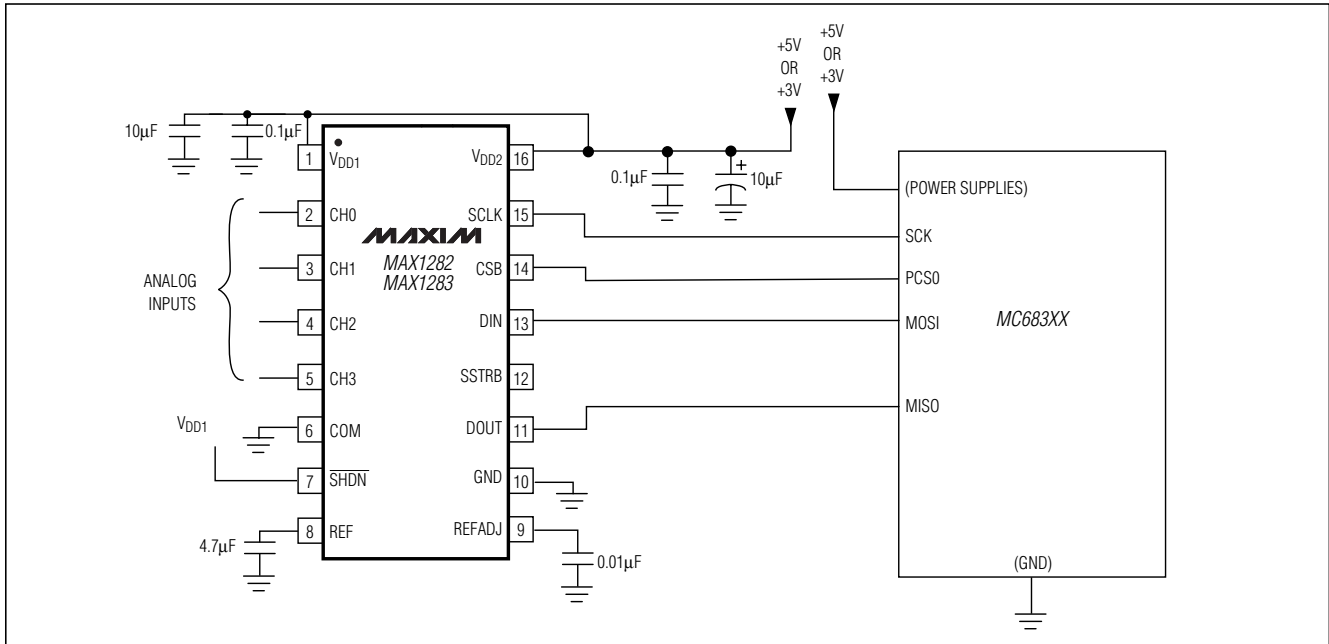 +5V
OR
+3V
+5V
OR
+3V
10µF
0.1µF
1
VDD1
VDD2
16
0.1µF
+
10µF
(POWER SUPPLIES)
2
CH0
SCLK
15
SCK
MAXIM
MAX1282
MAX1283
3
CH1
CSB
14
PCS0
ANALOG
INPUTS
4
CH2
DIN
13
MOSI
MC683XX
5
CH3
SSTRB
12
6
COM
DOUT
11
MISO
VDD1
7
SHDN
GND
10
8
REF
REFADJ
9
4.7µF
0.01µF
(GND)